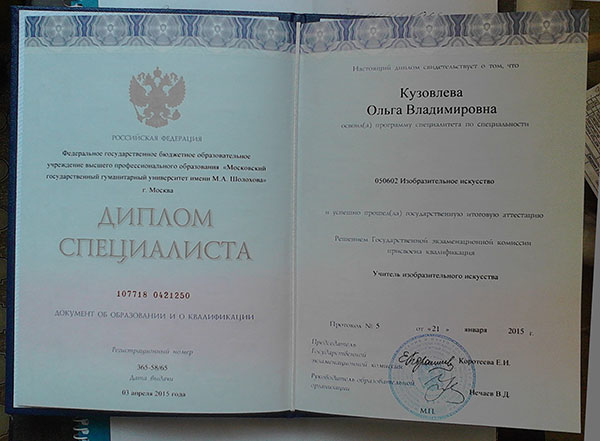 РОССИЙСКАЯ ФЕДЕРАЦИЯ
Федеральное государственное бюджетное образовательное
учреждение высшего профессионального образования «Московский
государственный гуманитарный университет имени М.А. Шолохова»
г. Москва
ДИПЛОМ
СПЕЦИАЛИСТА
107718 0421250
ДОКУМЕНТ ОБ ОБРАЗОВАНИИ И О КВАЛИФИКАЦИИ
Регистрационный номер
365-58/65
Дата выдачи
03 апреля 2015 года
Настоящий диплом свидетельствует о том, что
Кузовлева
Ольга Владимировна
освоил(а) программу специалитета по специальности
050602 Изобразительное искусство
и успешно прошел(ла) государственную итоговую аттестацию
Решением Государственной экзаменационной комиссии
присвоена квалификация
Учитель изобразительного искусства
Протокол № 5 от «21» января 2015 г.
Председатель
Государственной
экзаменационной комиссии Коротеева Е.И.
Руководитель образовательной
организации Нечаев В.Д.
М.П.